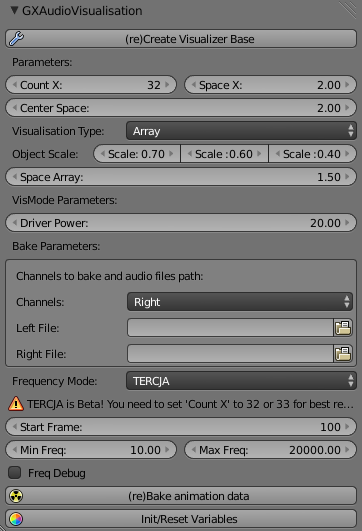 GXAudioVisualisation
(re)Create Visualizer Base
Parameters:
Count X: 32 Space X: 2.00
Center Space: 2.00
Visualisation Type: Array
Object Scale: Scale: 0.70 Scale :0.60 Scale :0.40
Space Array: 1.50
VisMode Parameters:
Driver Power: 20.00
Bake Parameters:
Channels to bake and audio files path:
Channels: Right
Left File:
Right File:
Frequency Mode: TERCJA
TERCJA is Beta! You need to set 'Count X' to 32 or 33 for best re...
Start Frame: 100
Min Freq: 10.00 Max Freq: 20000.00
Freq Debug
(re)Bake animation data
Init/Reset Variables